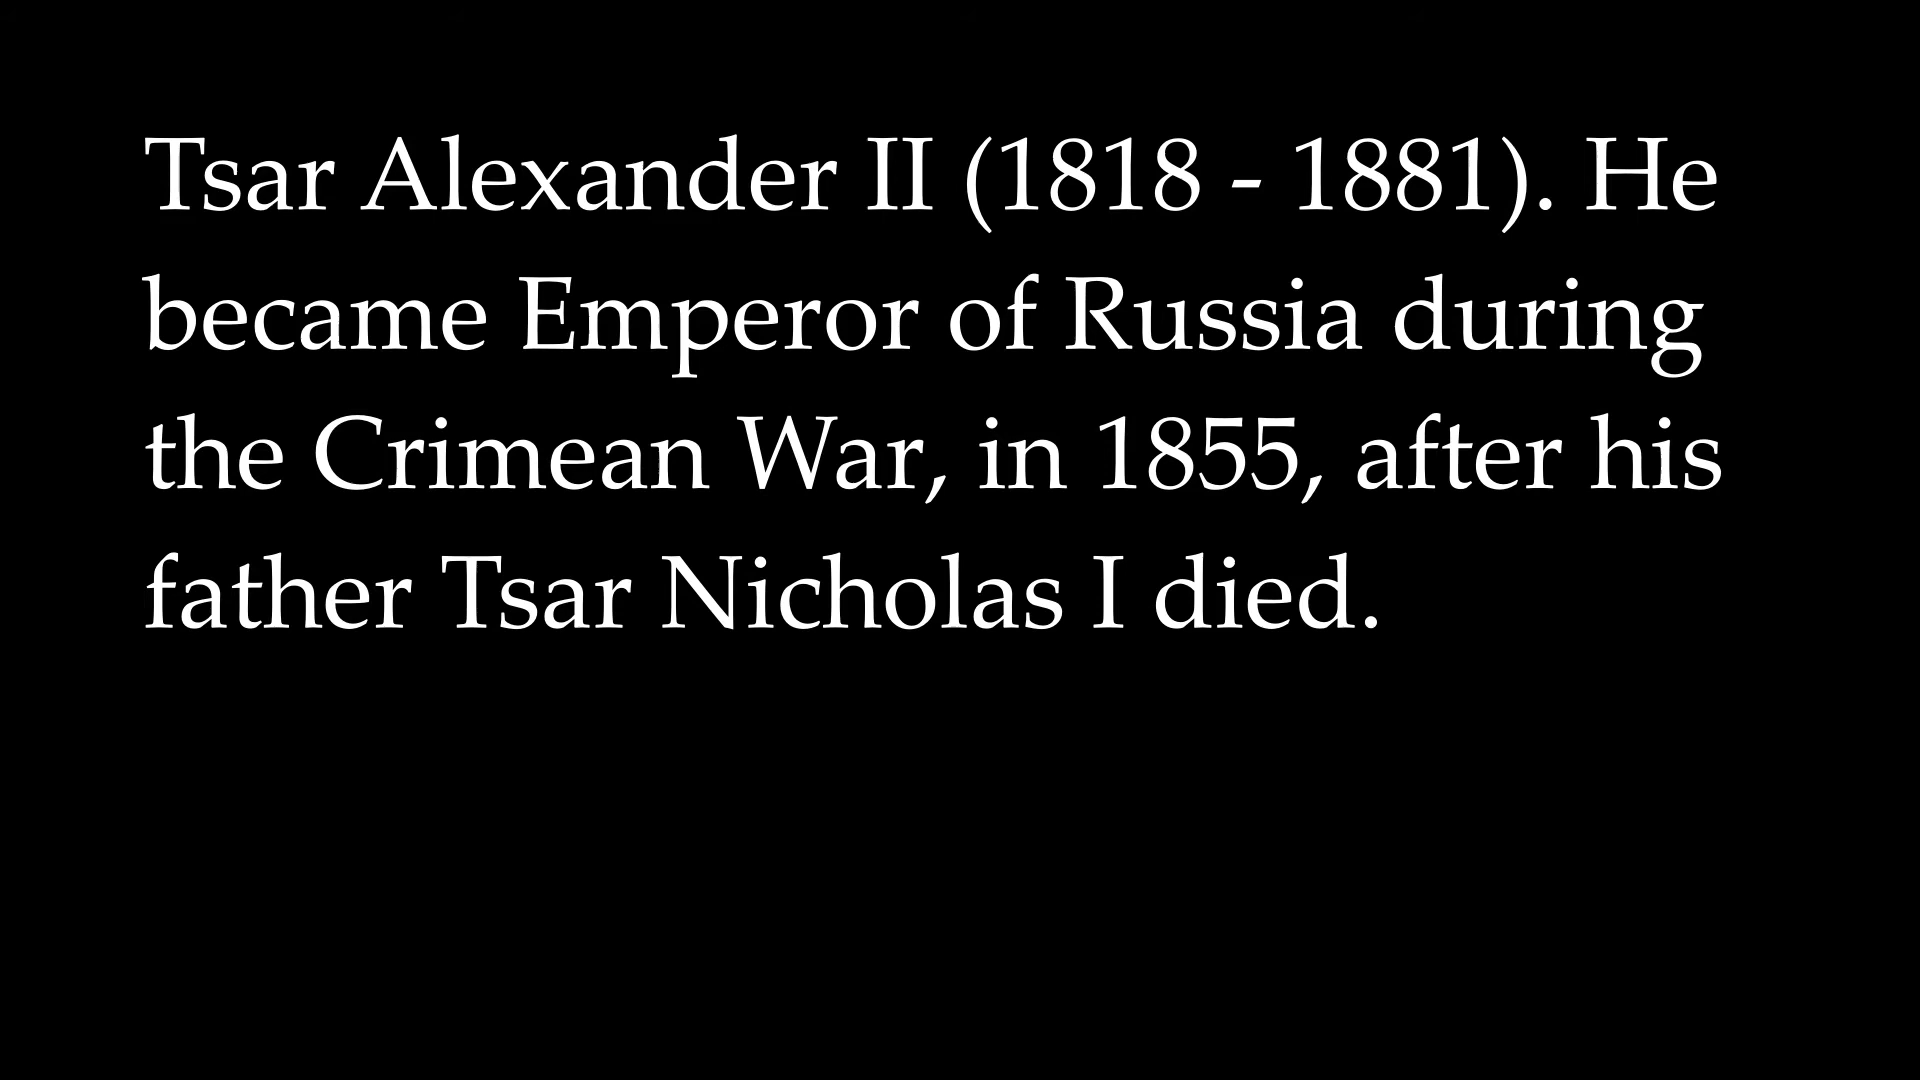 Tsar Alexander II (1818 - 1881). He
became Emperor of Russia during
the Crimean War, in 1855, after his
father Tsar Nicholas I died.